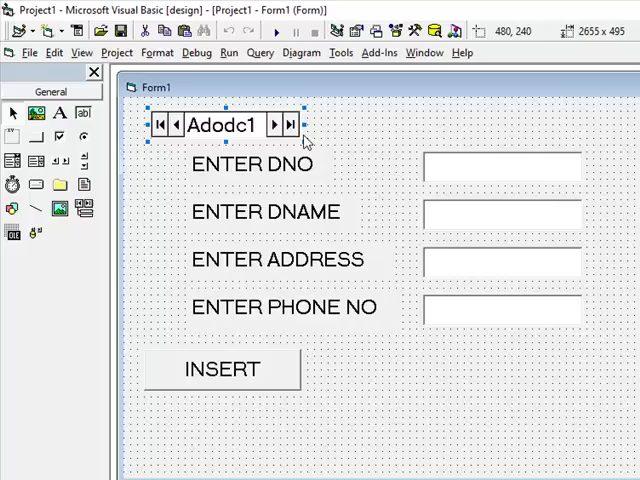 Project1 - Microsoft Visual Basic [design] - [Project1 - Form1 (Form)]
480, 240
2655 x 495
File Edit View Project Format Debug Run Query Diagram Tools Add-Ins Window Help
General
Form1
A
ab|
Adodc1
ENTER DNO
ENTER DNAME
ENTER ADDRESS
ENTER PHONE NO
INSERT
OLE